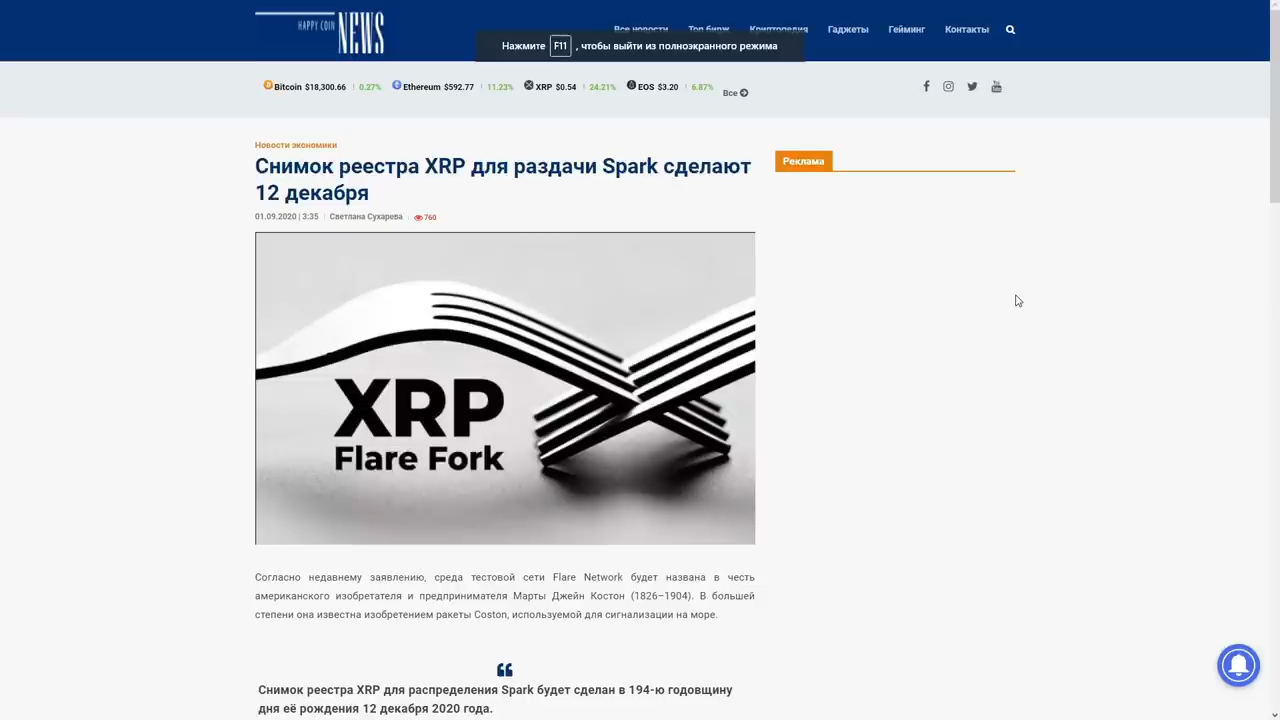 HAPPY COIN NEWS
Все новости Топ бирж Криптопедия Гаджеты Гейминг Контакты
Нажмите F11 , чтобы выйти из полноэкранного режима
Bitcoin $18,300.66 0.27% Ethereum $592.77 11.23% XRP $0.54 24.21% EOS $3.20 6.87% Все
Новости экономики
Снимок реестра XRP для раздачи Spark сделают
12 декабря
01.09.2020 | 3:35 Светлана Сухарева 760
Реклама
XRP
Flare Fork
Согласно недавнему заявлению, среда тестовой сети Flare Network будет названа в честь
американского изобретателя и предпринимателя Марты Джейн Костон (1826–1904). В большей
степени она известна изобретением ракеты Coston, используемой для сигнализации на море.
Снимок реестра XRP для распределения Spark будет сделан в 194-ю годовщину
дня её рождения 12 декабря 2020 года.